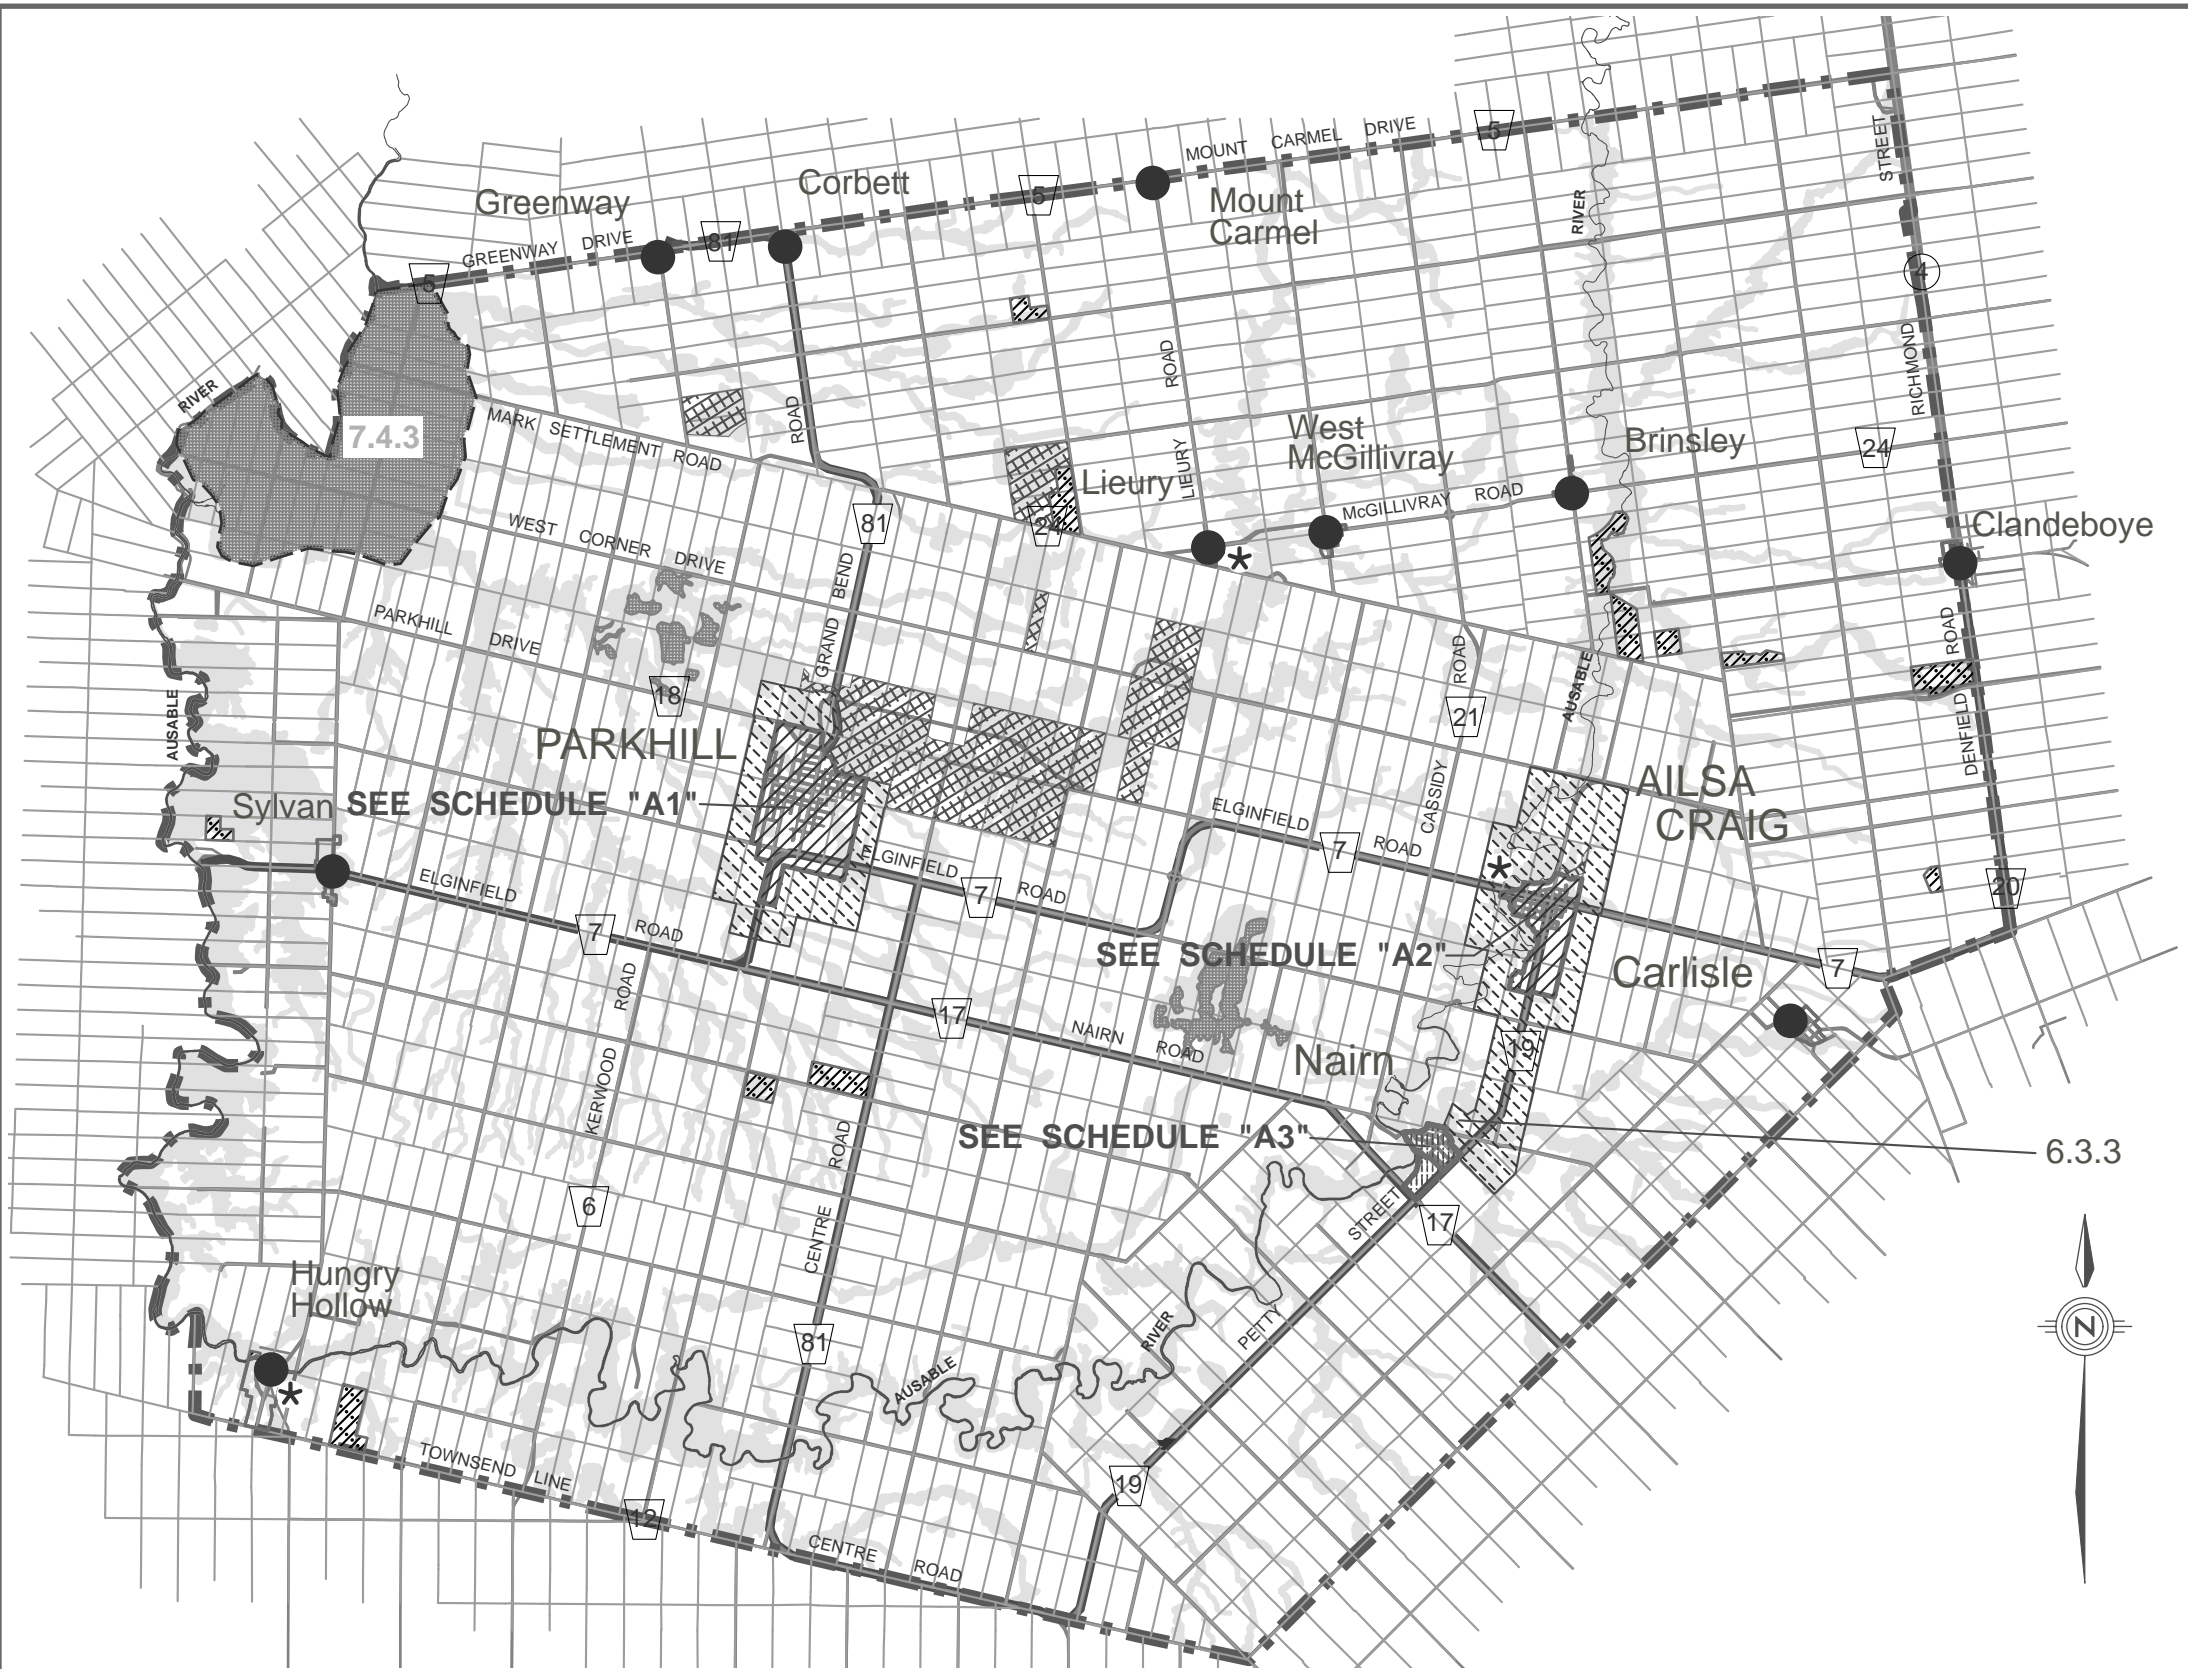 MOUNT CARMEL DRIVE
5
STREET
Corbett
5
Greenway
Mount
Carmel
RIVER
81
GREENWAY DRIVE
5
4
ROAD
RICHMOND
RIVER
7.4.3
MARK SETTLEMENT ROAD
ROAD
West
McGillivray
Brinsley
24
LIEURY
Lieury
McGILLIVRAY ROAD
81
24
WEST CORNER DRIVE
Clandeboye
BEND
PARKHILL DRIVE
GRAND
ROAD
ROAD
AUSABLE
18
21
AUSABLE
PARKHILL
DENFIELD
AILSA
CRAIG
Sylvan
SEE SCHEDULE "A1"
CASSIDY
ELGINFIELD ROAD
7
ELGINFIELD ROAD
7
20
ELGINFIELD ROAD
7
SEE SCHEDULE "A2"
Carlisle
7
ROAD
17
NAIRN ROAD
Nairn
19
KERWOOD
SEE SCHEDULE "A3"
6.3.3
ROAD
6
STREET
17
CENTRE
Hungry
Hollow
RIVER
PETTY
N
81
AUSABLE
TOWNSEND LINE
19
12
CENTRE ROAD